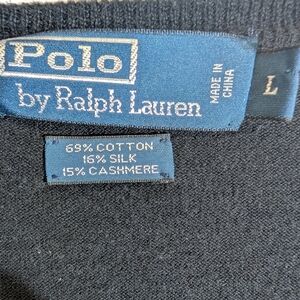 Polo
by Ralph Lauren
MADE IN
CHINA
L
69% COTTON
16% SILK
15% CASHMERE